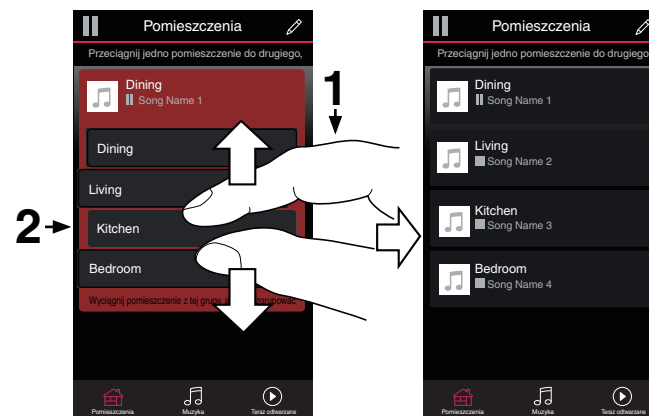 Pomieszczenia
Przeciągnij jedno pomieszczenie do drugiego,
Dining
Song Name 1
Dining
Living
Kitchen
Bedroom
Wyciągnij pomieszczenie z tej grupy,
Pomieszczenia
Muzyka
Teraz odtwarzane
1
2
Pomieszczenia
Przeciągnij jedno pomieszczenie do drugiego
Dining
Song Name 1
Living
Song Name 2
Kitchen
Song Name 3
Bedroom
Song Name 4
Pomieszczenia
Muzyka
Teraz odtwarzane